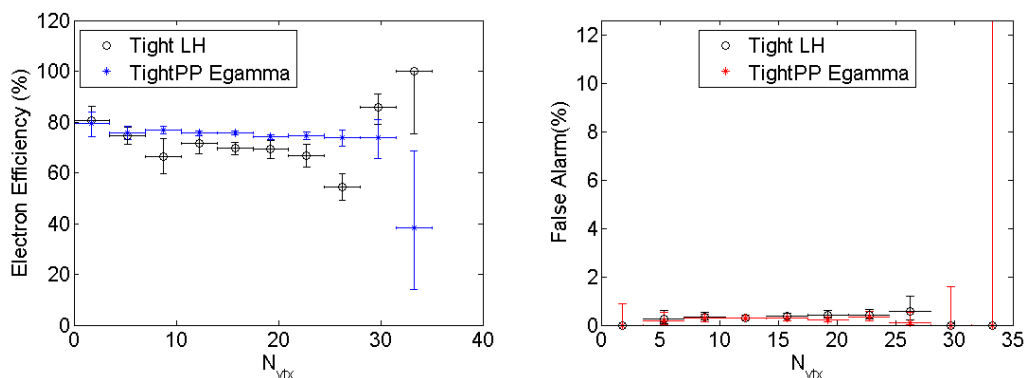 Tight LH
TightPP Egamma
Electron Efficiency (%)
120
100
80
60
40
20
0
0 10 20 30 40
N_vtx
Tight LH
TightPP Egamma
False Alarm(%)
12
10
8
6
4
2
0
0 5 10 15 20 25 30 35
N_vtx